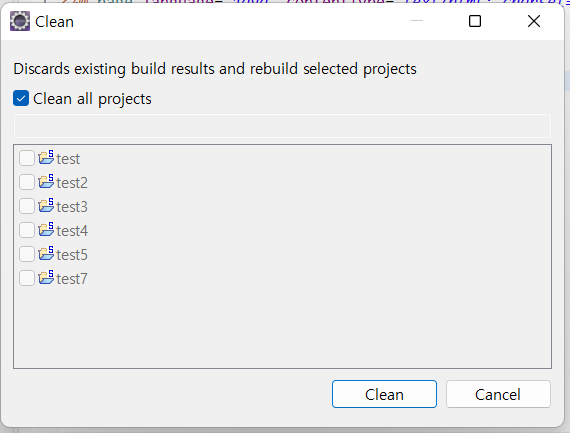 Clean
Discards existing build results and rebuild selected projects
Clean all projects
test
test2
test3
test4
test5
test7
Clean
Cancel